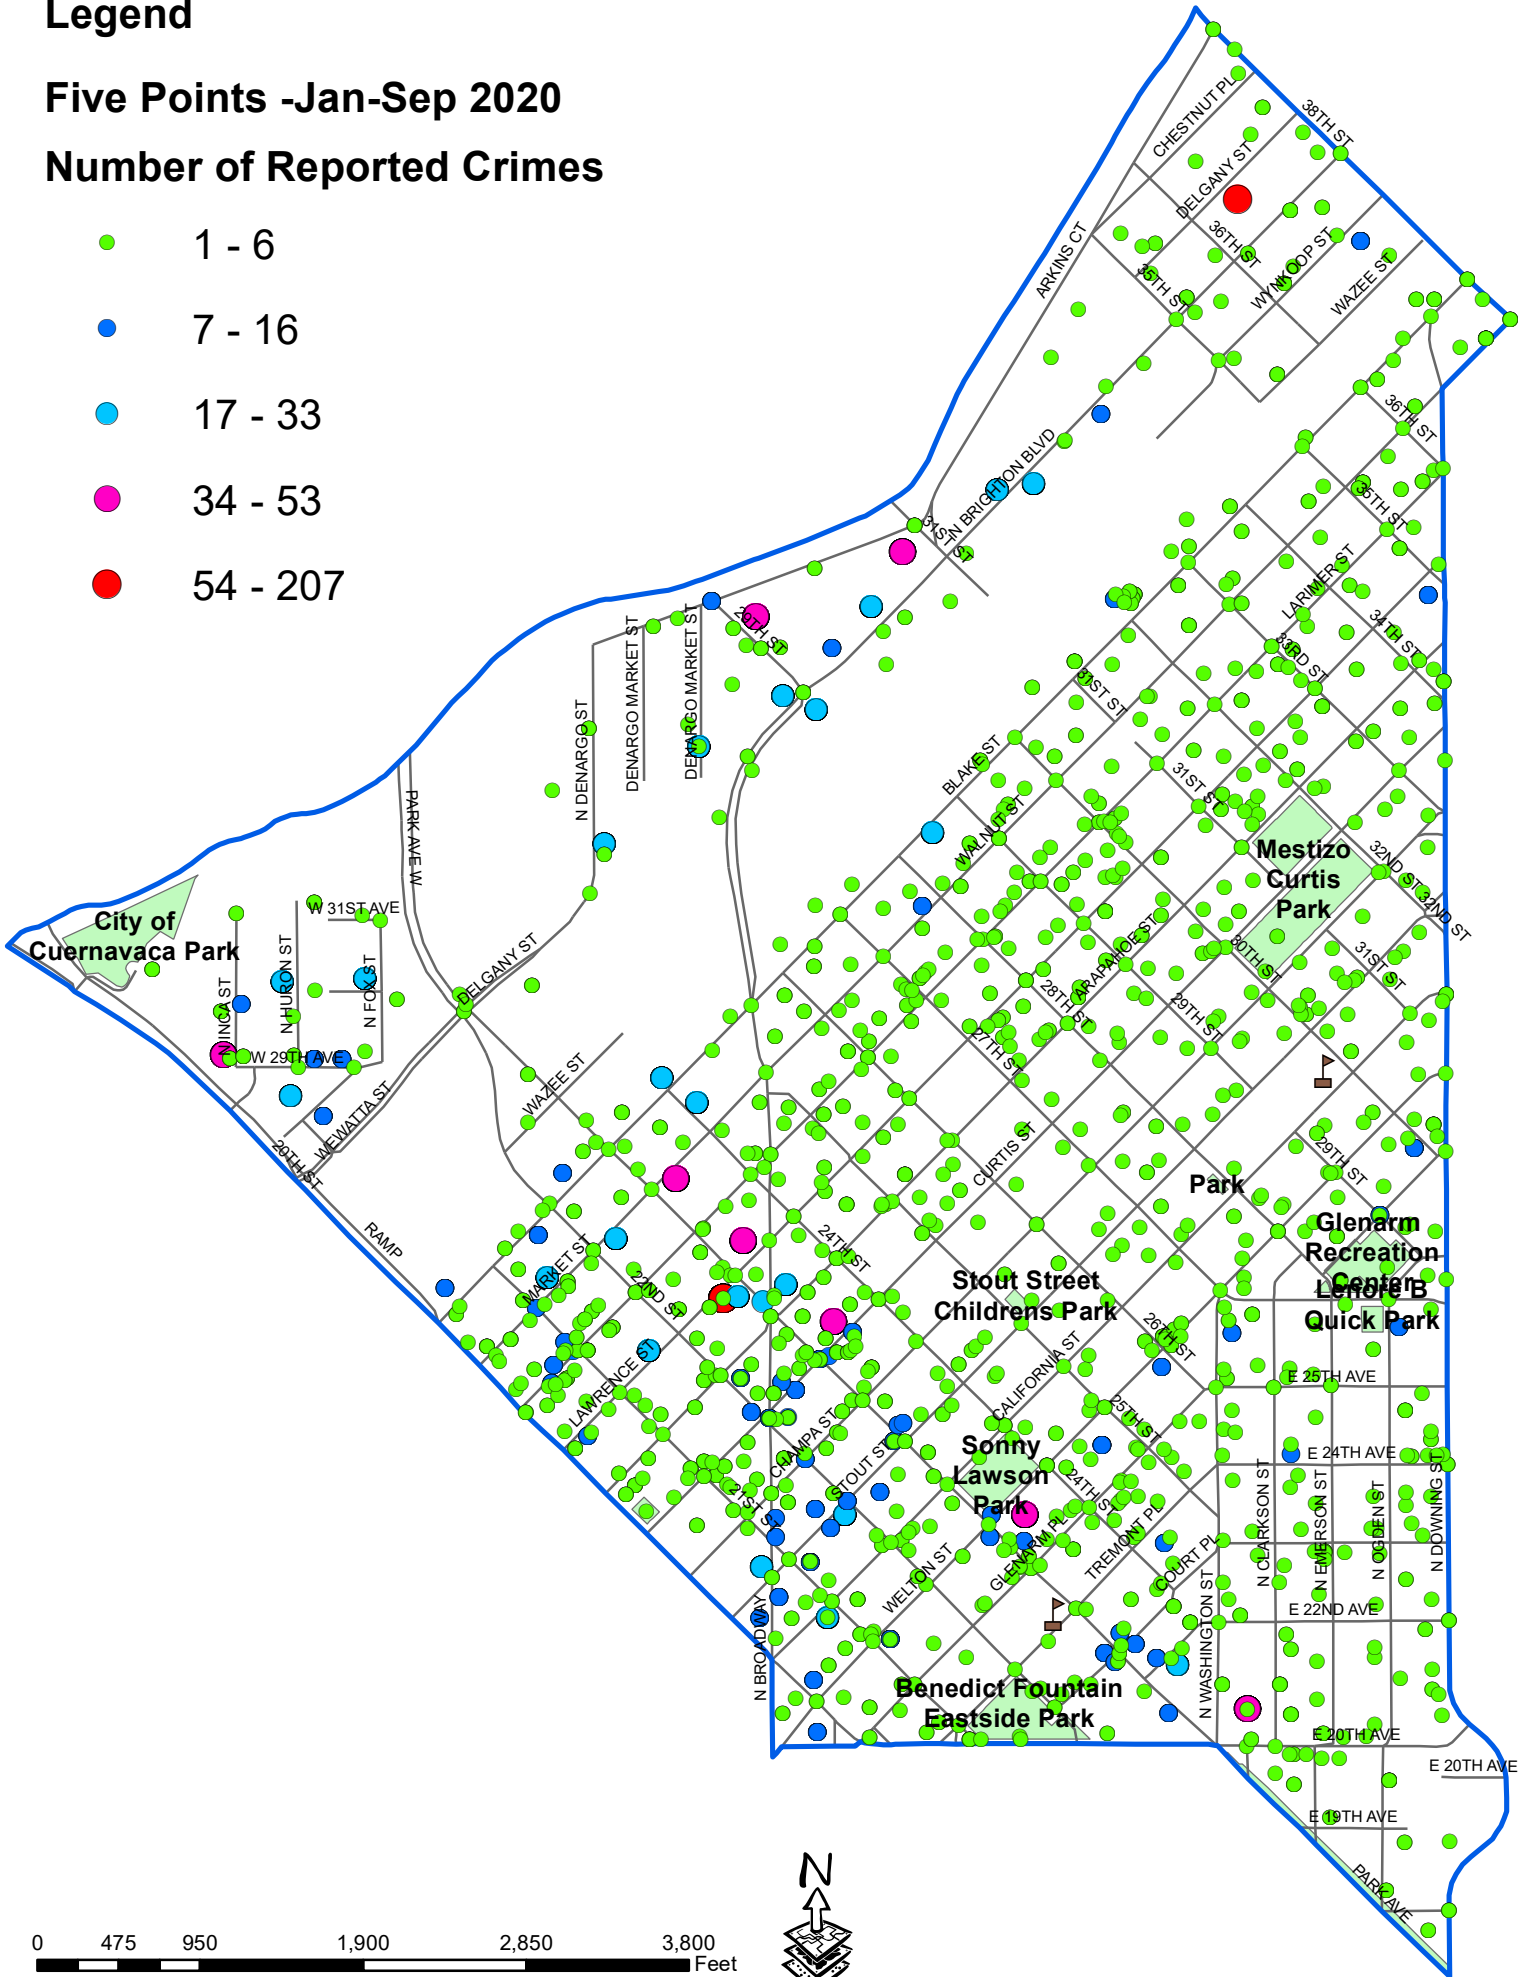 Legend
Five Points -Jan-Sep 2020
Number of Reported Crimes
1 - 6
7 - 16
17 - 33
34 - 53
54 - 207
38TH ST
CHESTNUT PL
DELGANY ST
36TH ST
WYNKOOP ST
WAZEE ST
35TH ST
ARKINS CT
N BRIGHTON BLVD
31ST ST
36TH ST
35TH ST
LARIMER ST
34TH ST
33RD ST
31ST ST
29TH ST
DENARGO MARKET ST
DENARGO MARKET ST
N DENARGO ST
BLAKE ST
WALNUT ST
31ST ST
PARK AVE W
Mestizo
Curtis
Park
32ND ST
32ND ST
31ST ST
30TH ST
City of
Cuernavaca Park
W 31ST AVE
N HURON ST
N FOX ST
N INCA ST
W 29TH AVE
DELGANY ST
ARAPAHOE ST
28TH ST
29TH ST
27TH ST
WAZEE ST
WEWATTA ST
20TH ST
RAMP
CURTIS ST
29TH ST
Park
Glenarm
Recreation
Center
Lenore B
Quick Park
24TH ST
MARKET ST
22ND ST
Stout Street
Childrens Park
26TH ST
CALIFORNIA ST
E 25TH AVE
LAWRENCE ST
25TH ST
CHAMPA ST
STOUT ST
Sonny
Lawson
Park
24TH ST
E 24TH AVE
21ST ST
GLENARM PL
TREMONT PL
COURT PL
WELTON ST
N CLARKSON ST
N EMERSON ST
N OGDEN ST
N DOWNING ST
E 22ND AVE
N BROADWAY
N WASHINGTON ST
Benedict Fountain
Eastside Park
E 20TH AVE
E 20TH AVE
E 19TH AVE
PARK AVE
N
0 475 950 1,900 2,850 3,800
Feet